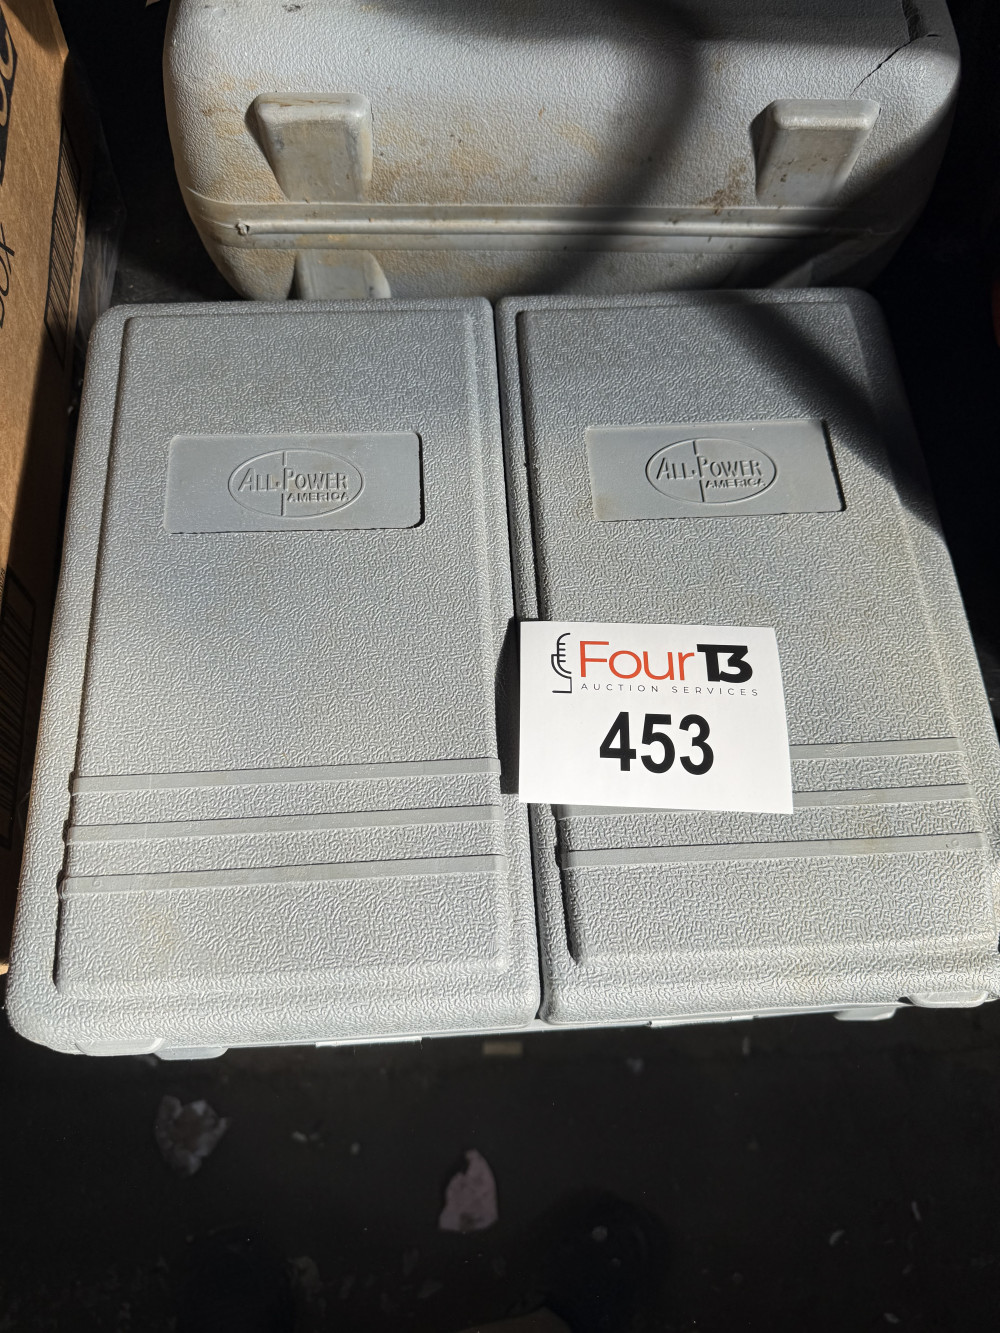 ALL-POWER
AMERICA
ALL-POWER
AMERICA
FourT3
AUCTION SERVICES
453